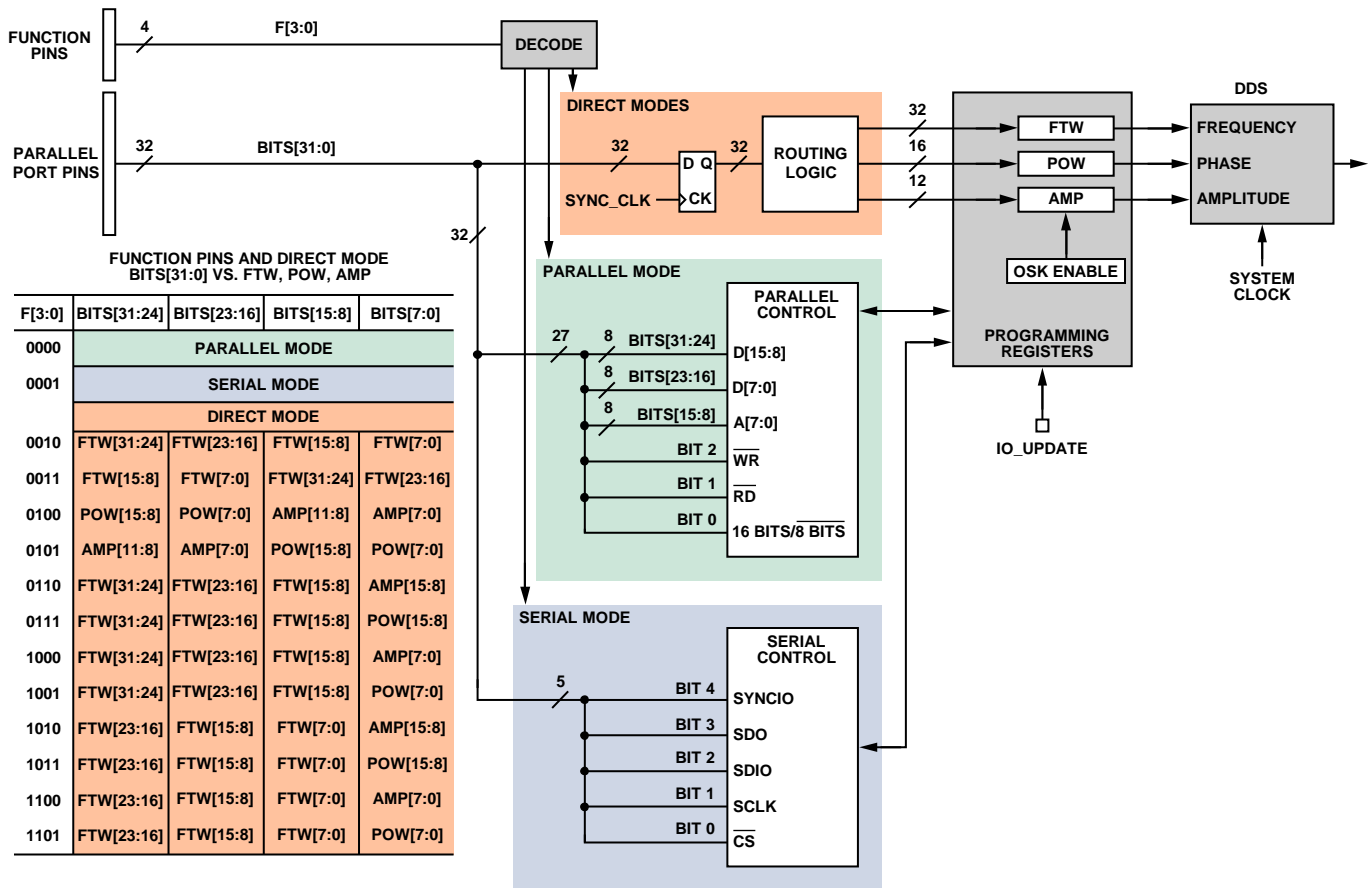 FUNCTION
PINS
4
F[3:0]
DECODE
PARALLEL
PORT PINS
32
BITS[31:0]
32
DIRECT MODES
32
D Q
CK
SYNC_CLK
32
ROUTING
LOGIC
32
16
12
FTW
POW
AMP
OSK ENABLE
PROGRAMMING
REGISTERS
IO_UPDATE
DDS
FREQUENCY
PHASE
AMPLITUDE
SYSTEM
CLOCK
FUNCTION PINS AND DIRECT MODE
BITS[31:0] VS. FTW, POW, AMP
F[3:0] BITS[31:24] BITS[23:16] BITS[15:8] BITS[7:0]
0000 PARALLEL MODE
0001 SERIAL MODE
DIRECT MODE
0010 FTW[31:24] FTW[23:16] FTW[15:8] FTW[7:0]
0011 FTW[15:8] FTW[7:0] FTW[31:24] FTW[23:16]
0100 POW[15:8] POW[7:0] AMP[11:8] AMP[7:0]
0101 AMP[11:8] AMP[7:0] POW[15:8] POW[7:0]
0110 FTW[31:24] FTW[23:16] FTW[15:8] AMP[15:8]
0111 FTW[31:24] FTW[23:16] FTW[15:8] POW[15:8]
1000 FTW[31:24] FTW[23:16] FTW[15:8] AMP[7:0]
1001 FTW[31:24] FTW[23:16] FTW[15:8] POW[7:0]
1010 FTW[23:16] FTW[15:8] FTW[7:0] AMP[15:8]
1011 FTW[23:16] FTW[15:8] FTW[7:0] POW[15:8]
1100 FTW[23:16] FTW[15:8] FTW[7:0] AMP[7:0]
1101 FTW[23:16] FTW[15:8] FTW[7:0] POW[7:0]
PARALLEL MODE
PARALLEL
CONTROL
27
8 BITS[31:24] D[15:8]
8 BITS[23:16] D[7:0]
8 BITS[15:8] A[7:0]
BIT 2 W̅R̅
BIT 1 R̅D̅
BIT 0 16 BITS/8̅ ̅B̅I̅T̅S̅
SERIAL MODE
SERIAL
CONTROL
5
BIT 4 SYNCIO
BIT 3 SDO
BIT 2 SDIO
BIT 1 SCLK
BIT 0 C̅S̅